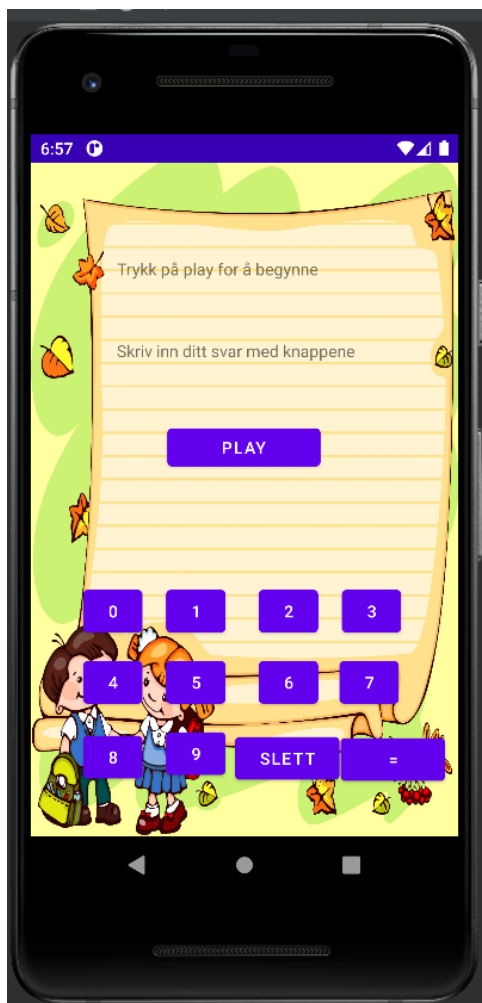 6:57
Trykk på play for å begynne
Skriv inn ditt svar med knappene
PLAY
0 1 2 3
4 5 6 7
8 9 SLETT =